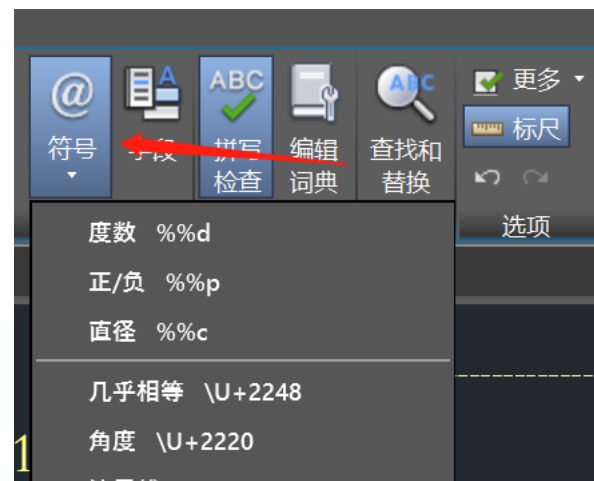 @
符号
A
字段
ABC
拼写
检查
编辑
词典
ABC
查找和
替换
更多
标尺
选项
度数 %%d
正/负 %%p
直径 %%c
几乎相等 \U+2248
角度 \U+2220
1